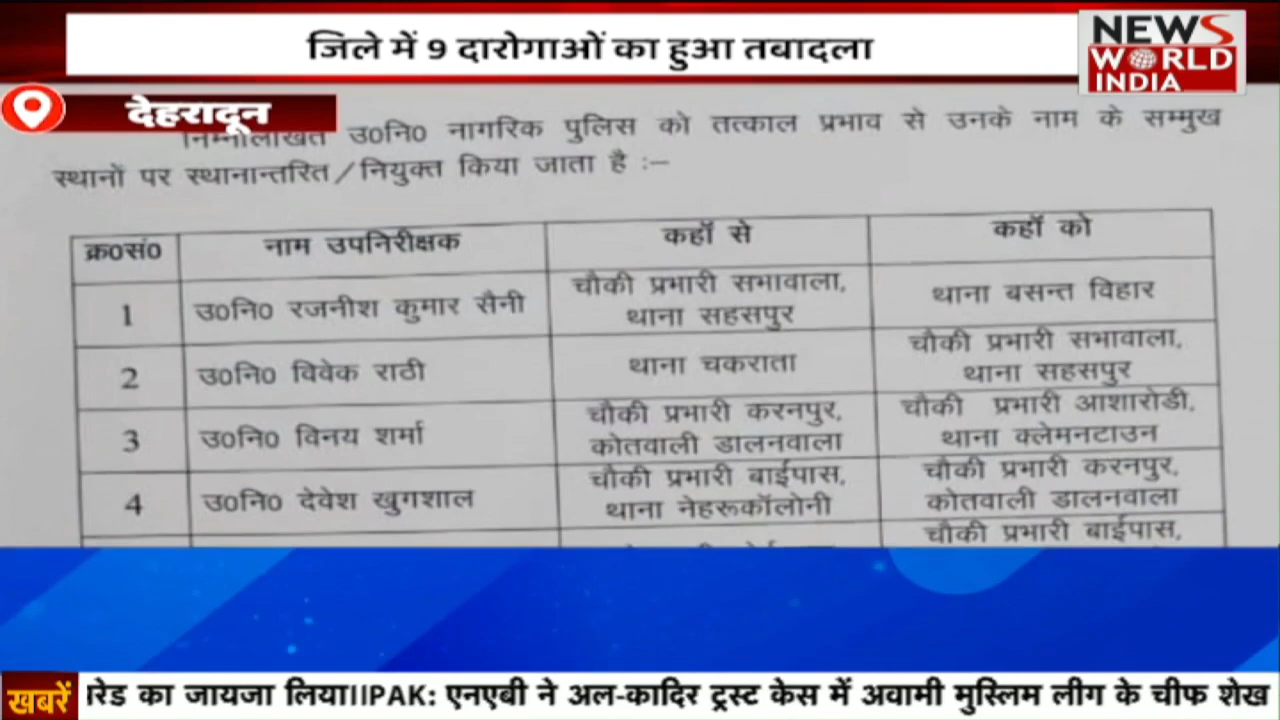 जिले में 9 दारोगाओं का हुआ तबादला
NEWS
WORLD
INDIA
देहरादून
निम्नलिखित उ0नि0 नागरिक पुलिस को तत्काल प्रभाव से उनके नाम के सम्मुख
स्थानों पर स्थानान्तरित/नियुक्त किया जाता है :–
क्र0सं0 नाम उपनिरीक्षक कहॉ से कहॉ को
1 उ0नि0 रजनीश कुमार सैनी चौकी प्रभारी सभावाला, थाना सहसपुर थाना बसन्त विहार
2 उ0नि0 विवेक राठी थाना चकराता चौकी प्रभारी सभावाला, थाना सहसपुर
3 उ0नि0 विनय शर्मा चौकी प्रभारी करनपुर, कोतवाली डालनवाला चौकी प्रभारी आशारोडी, थाना क्लेमनटाउन
4 उ0नि0 देवेश खुगशाल चौकी प्रभारी बाईपास, थाना नेहरूकॉलोनी चौकी प्रभारी करनपुर, कोतवाली डालनवाला
चौकी प्रभारी बाईपास,
खबरें
परेड का जायजा लिया||PAK: एनएबी ने अल-कादिर ट्रस्ट केस में अवामी मुस्लिम लीग के चीफ शेख